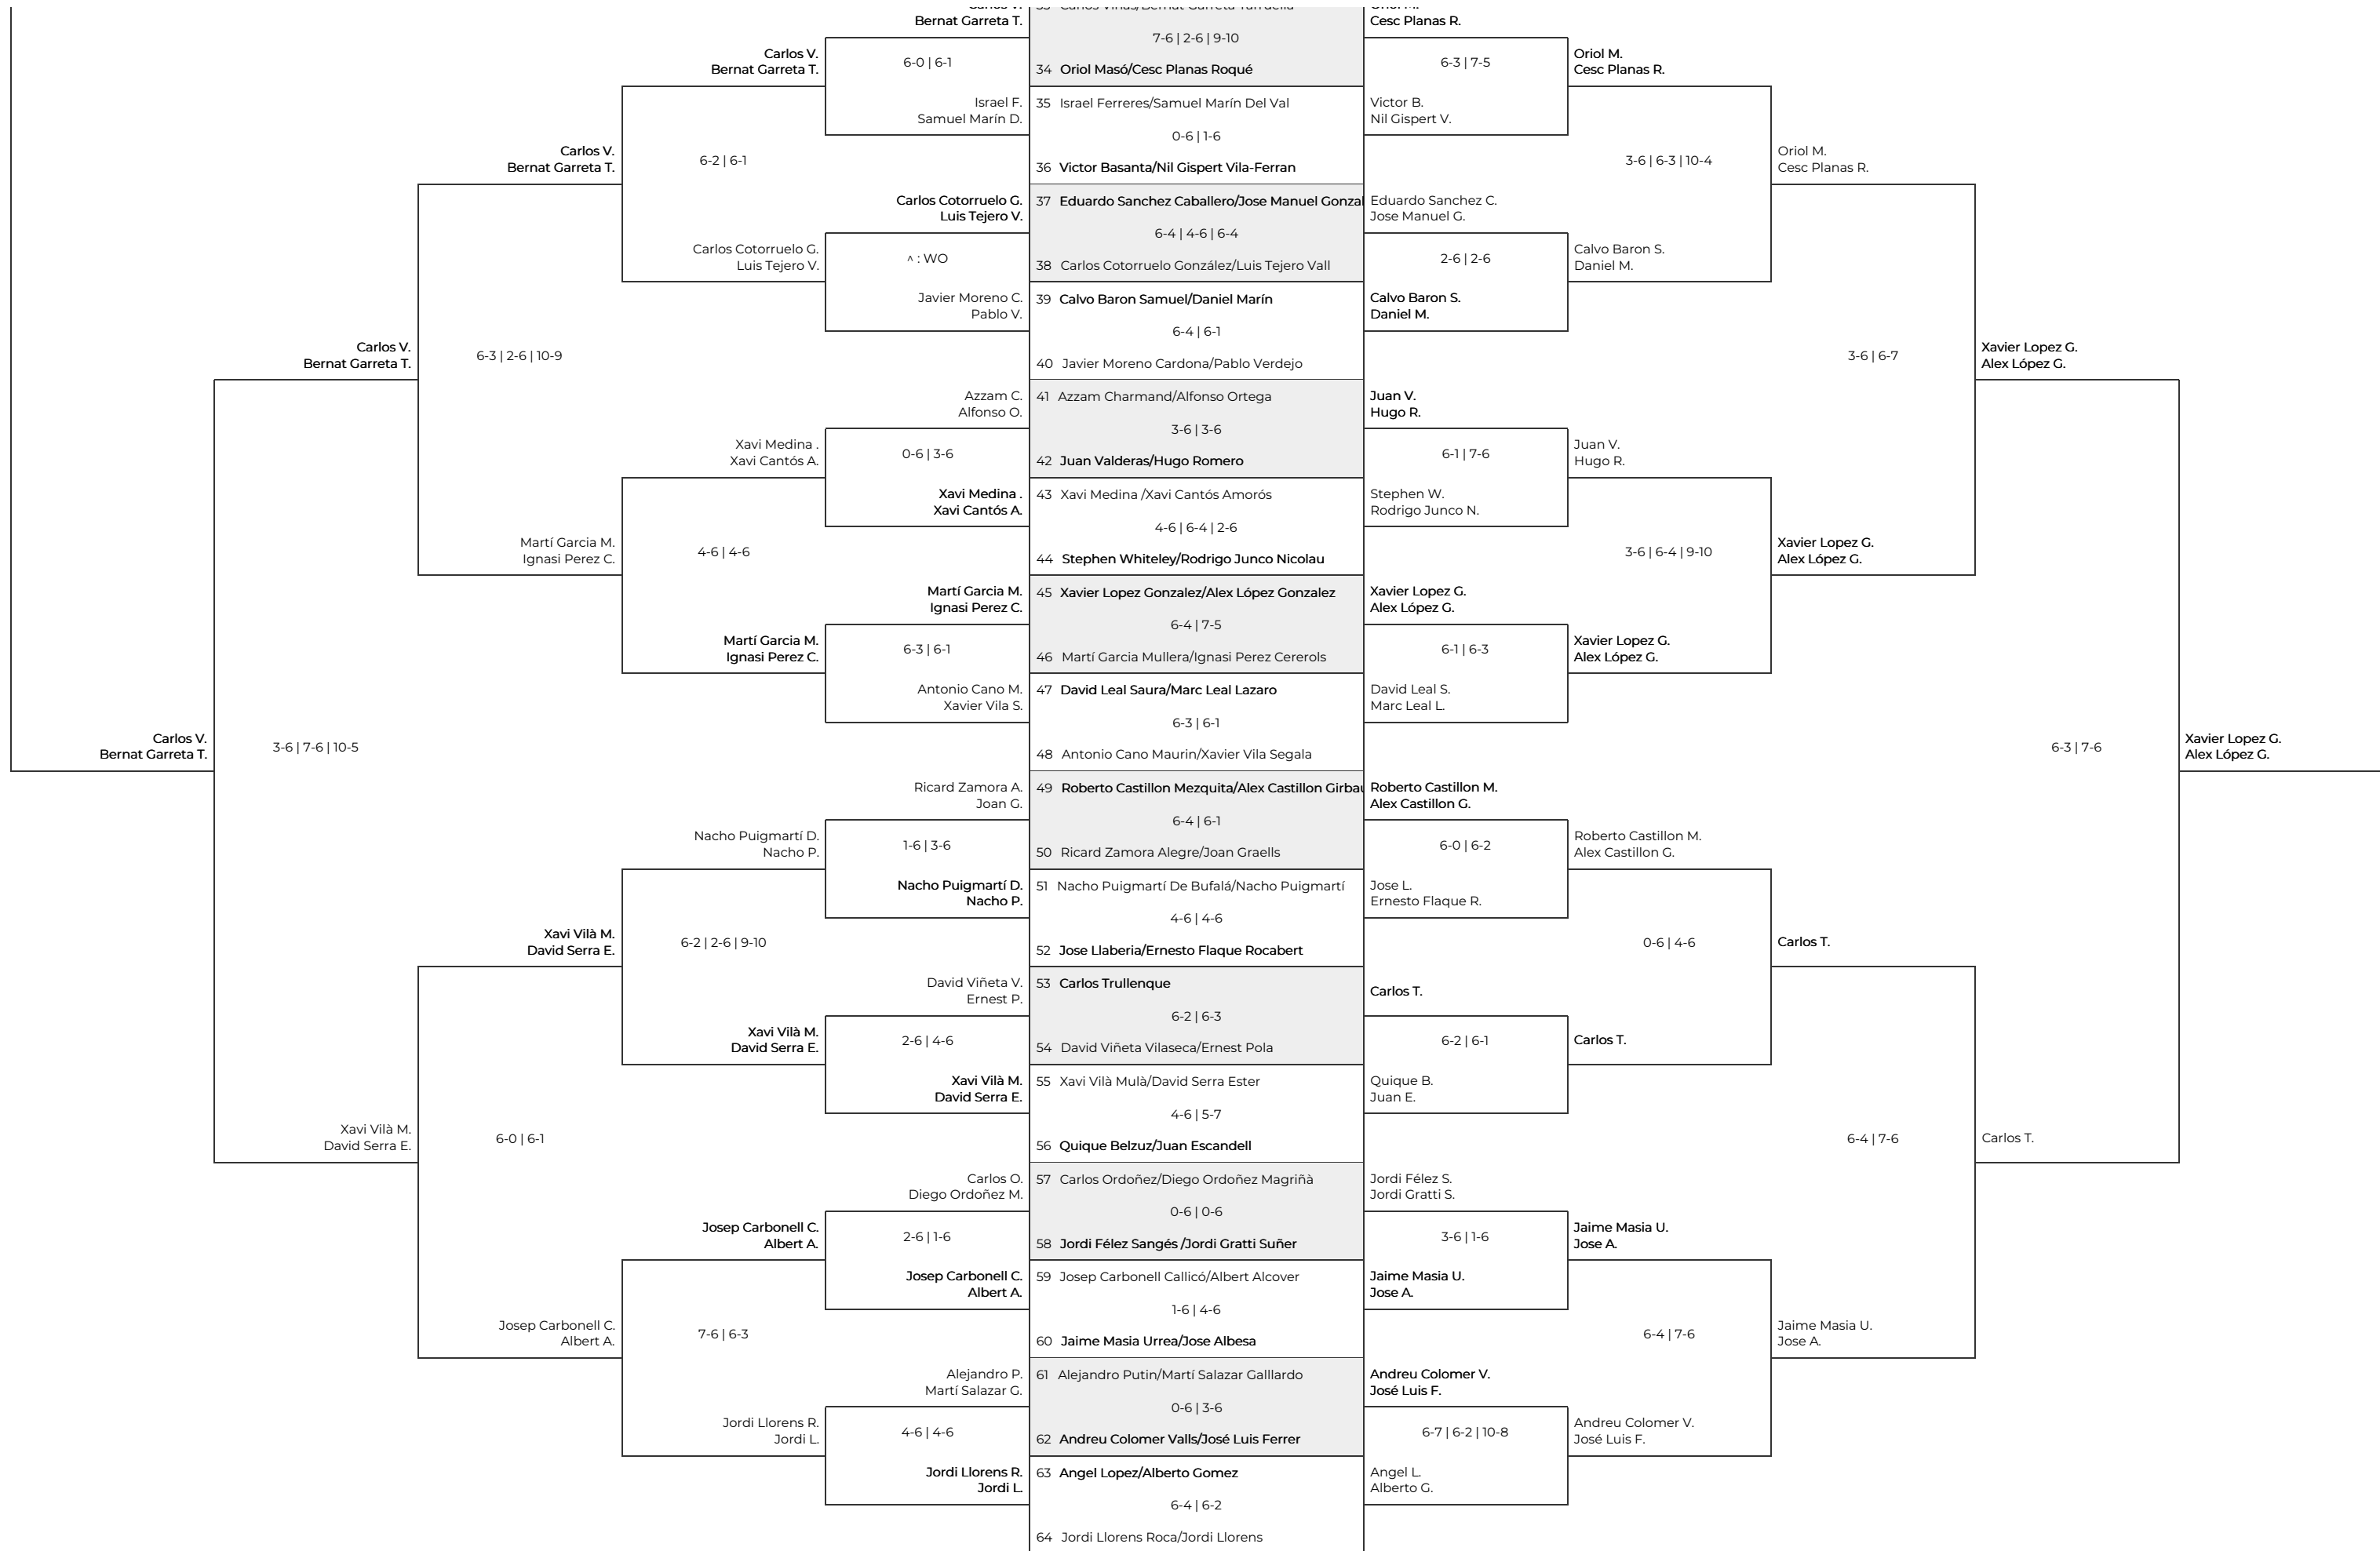 Bernat Garreta T.
Cesc Planas R.
7-6 | 2-6 | 9-10
Carlos V.
Bernat Garreta T.
6-0 | 6-1
34 Oriol Masó/Cesc Planas Roqué
6-3 | 7-5
Oriol M.
Cesc Planas R.
Israel F.
Samuel Marín D.
35 Israel Ferreres/Samuel Marín Del Val
Victor B.
Nil Gispert V.
0-6 | 1-6
Carlos V.
Bernat Garreta T.
6-2 | 6-1
36 Victor Basanta/Nil Gispert Vila-Ferran
3-6 | 6-3 | 10-4
Oriol M.
Cesc Planas R.
Carlos Cotorruelo G.
Luis Tejero V.
37 Eduardo Sanchez Caballero/Jose Manuel Gonzal
Eduardo Sanchez C.
Jose Manuel G.
6-4 | 4-6 | 6-4
Carlos Cotorruelo G.
Luis Tejero V.
^ : WO
38 Carlos Cotorruelo González/Luis Tejero Vall
2-6 | 2-6
Calvo Baron S.
Daniel M.
Javier Moreno C.
Pablo V.
39 Calvo Baron Samuel/Daniel Marín
Calvo Baron S.
Daniel M.
6-4 | 6-1
Carlos V.
Bernat Garreta T.
6-3 | 2-6 | 10-9
40 Javier Moreno Cardona/Pablo Verdejo
3-6 | 6-7
Xavier Lopez G.
Alex López G.
Azzam C.
Alfonso O.
41 Azzam Charmand/Alfonso Ortega
Juan V.
Hugo R.
3-6 | 3-6
Xavi Medina .
Xavi Cantós A.
0-6 | 3-6
42 Juan Valderas/Hugo Romero
6-1 | 7-6
Juan V.
Hugo R.
Xavi Medina .
Xavi Cantós A.
43 Xavi Medina /Xavi Cantós Amorós
Stephen W.
Rodrigo Junco N.
4-6 | 6-4 | 2-6
Martí Garcia M.
Ignasi Perez C.
4-6 | 4-6
44 Stephen Whiteley/Rodrigo Junco Nicolau
3-6 | 6-4 | 9-10
Xavier Lopez G.
Alex López G.
Martí Garcia M.
Ignasi Perez C.
45 Xavier Lopez Gonzalez/Alex López Gonzalez
Xavier Lopez G.
Alex López G.
6-4 | 7-5
Martí Garcia M.
Ignasi Perez C.
6-3 | 6-1
46 Martí Garcia Mullera/Ignasi Perez Cererols
6-1 | 6-3
Xavier Lopez G.
Alex López G.
Antonio Cano M.
Xavier Vila S.
47 David Leal Saura/Marc Leal Lazaro
David Leal S.
Marc Leal L.
6-3 | 6-1
Carlos V.
Bernat Garreta T.
3-6 | 7-6 | 10-5
48 Antonio Cano Maurin/Xavier Vila Segala
6-3 | 7-6
Xavier Lopez G.
Alex López G.
Ricard Zamora A.
Joan G.
49 Roberto Castillon Mezquita/Alex Castillon Girbau
Roberto Castillon M.
Alex Castillon G.
6-4 | 6-1
Nacho Puigmartí D.
Nacho P.
1-6 | 3-6
50 Ricard Zamora Alegre/Joan Graells
6-0 | 6-2
Roberto Castillon M.
Alex Castillon G.
Nacho Puigmartí D.
Nacho P.
51 Nacho Puigmartí De Bufalá/Nacho Puigmartí
Jose L.
Ernesto Flaque R.
4-6 | 4-6
Xavi Vilà M.
David Serra E.
6-2 | 2-6 | 9-10
52 Jose Llaberia/Ernesto Flaque Rocabert
0-6 | 4-6
Carlos T.
David Viñeta V.
Ernest P.
53 Carlos Trullenque
Carlos T.
6-2 | 6-3
Xavi Vilà M.
David Serra E.
2-6 | 4-6
54 David Viñeta Vilaseca/Ernest Pola
6-2 | 6-1
Carlos T.
Xavi Vilà M.
David Serra E.
55 Xavi Vilà Mulà/David Serra Ester
Quique B.
Juan E.
4-6 | 5-7
Xavi Vilà M.
David Serra E.
6-0 | 6-1
56 Quique Belzuz/Juan Escandell
6-4 | 7-6
Carlos T.
Carlos O.
Diego Ordoñez M.
57 Carlos Ordoñez/Diego Ordoñez Magriñà
Jordi Félez S.
Jordi Gratti S.
0-6 | 0-6
Josep Carbonell C.
Albert A.
2-6 | 1-6
58 Jordi Félez Sangés /Jordi Gratti Suñer
3-6 | 1-6
Jaime Masia U.
Jose A.
Josep Carbonell C.
Albert A.
59 Josep Carbonell Callicó/Albert Alcover
Jaime Masia U.
Jose A.
1-6 | 4-6
Josep Carbonell C.
Albert A.
7-6 | 6-3
60 Jaime Masia Urrea/Jose Albesa
6-4 | 7-6
Jaime Masia U.
Jose A.
Alejandro P.
Martí Salazar G.
61 Alejandro Putin/Martí Salazar Galllardo
Andreu Colomer V.
José Luis F.
0-6 | 3-6
Jordi Llorens R.
Jordi L.
4-6 | 4-6
62 Andreu Colomer Valls/José Luis Ferrer
6-7 | 6-2 | 10-8
Andreu Colomer V.
José Luis F.
Jordi Llorens R.
Jordi L.
63 Angel Lopez/Alberto Gomez
Angel L.
Alberto G.
6-4 | 6-2
64 Jordi Llorens Roca/Jordi Llorens